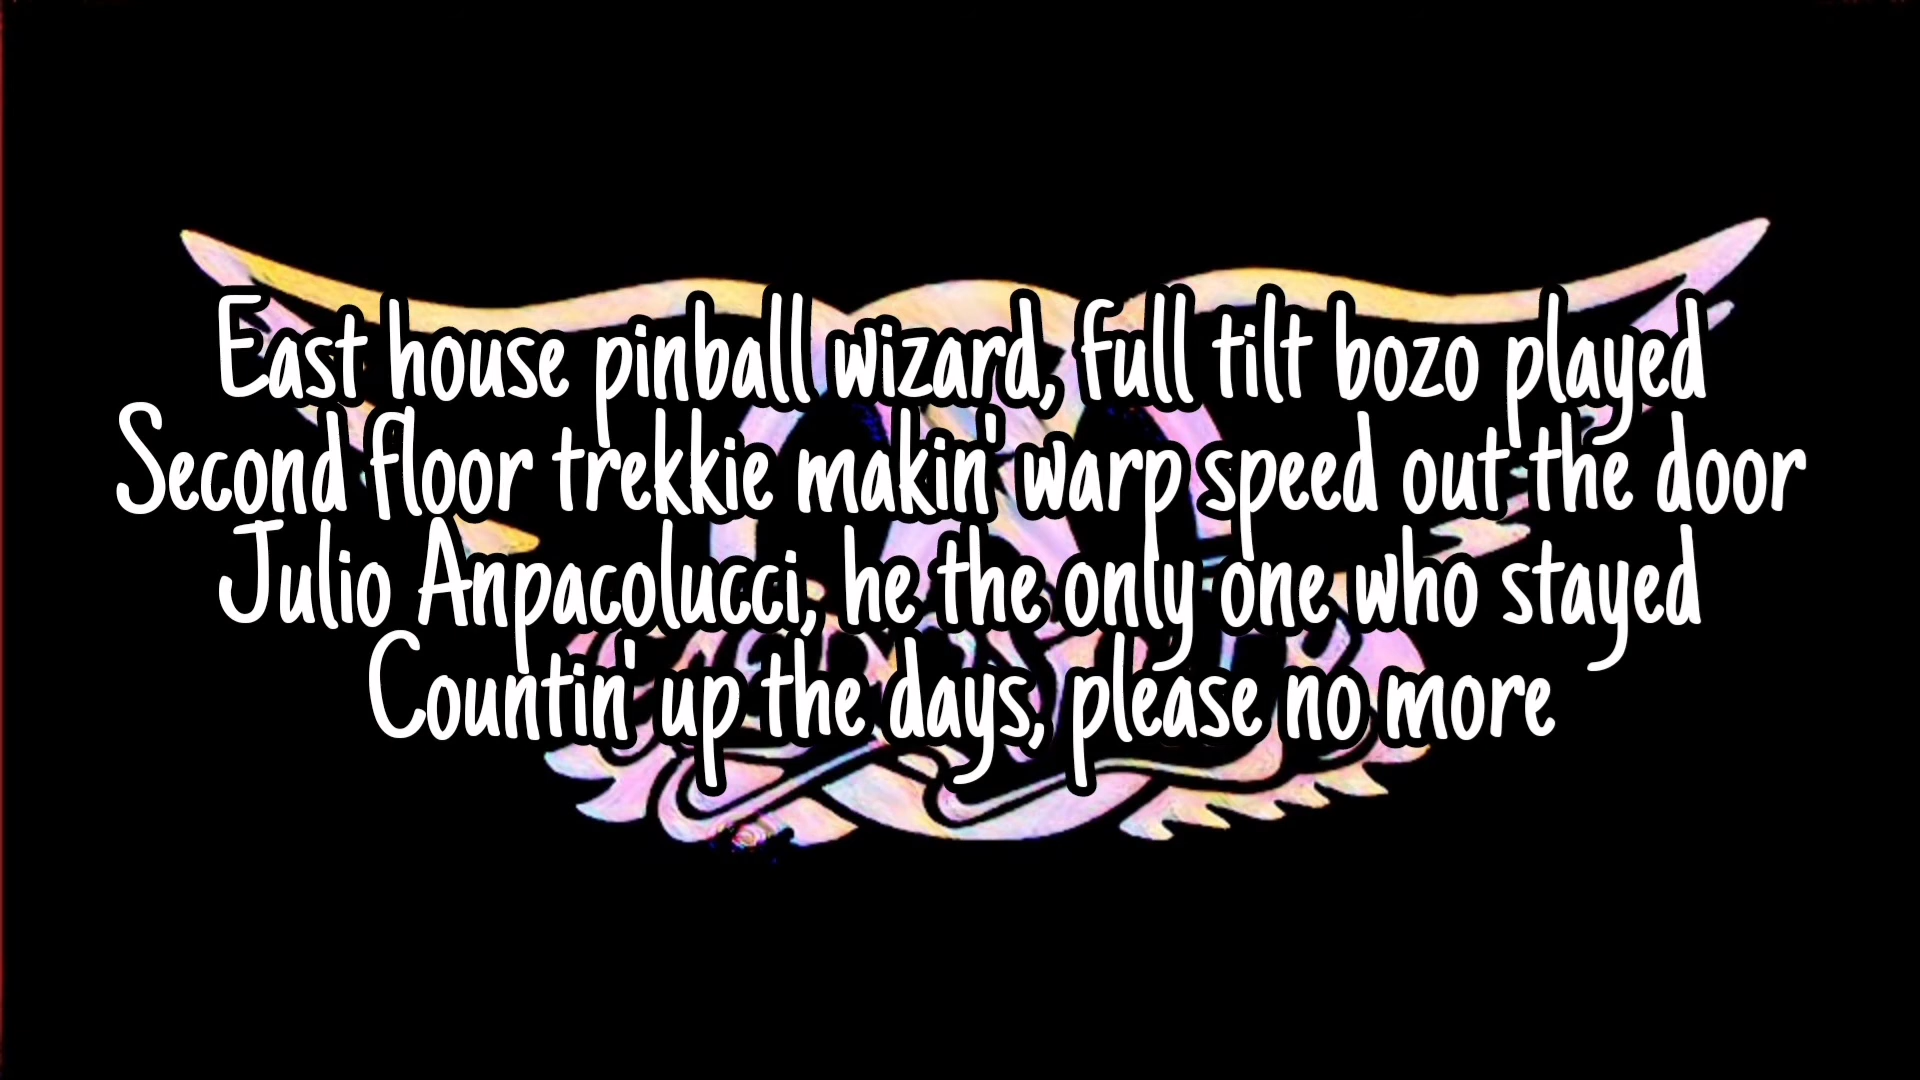 East house pinball wizard, full tilt bozo played
Second floor trekkie makin' warp speed out the door
Julio Anpacolucci, he the only one who stayed
Countin' up the days, please no more